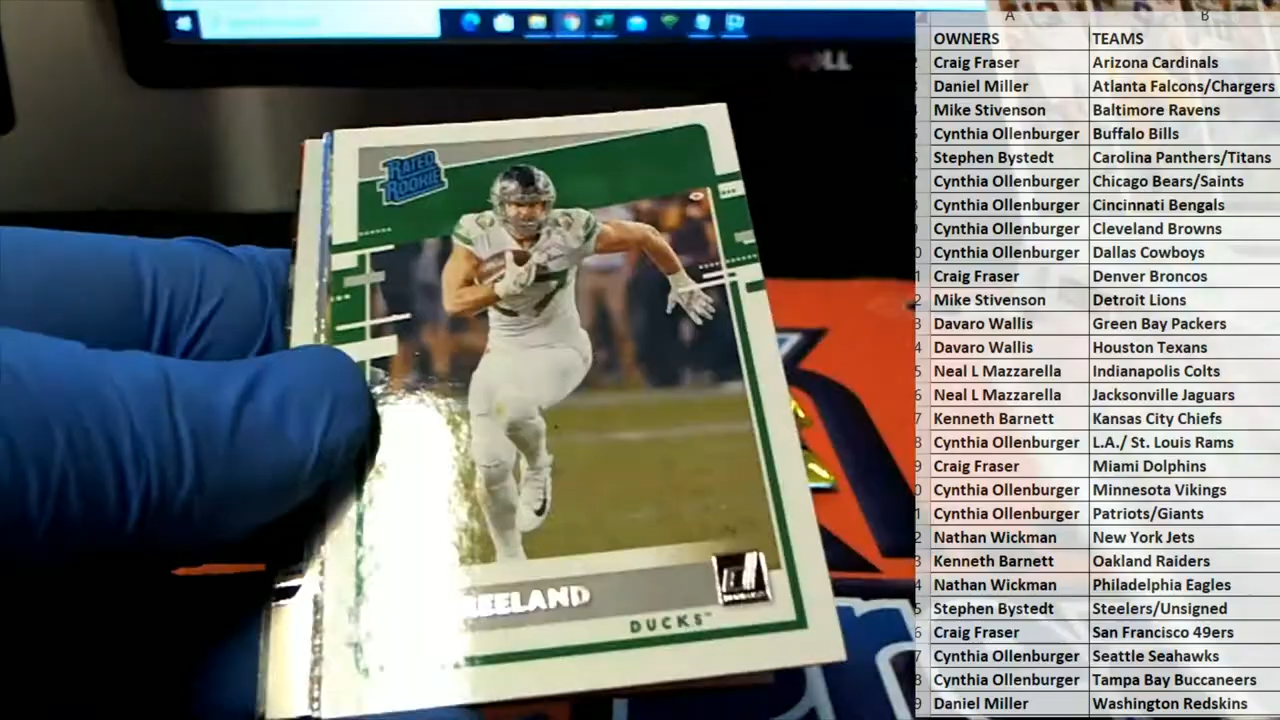 A B
OWNERS TEAMS
Craig Fraser Arizona Cardinals
Daniel Miller Atlanta Falcons/Chargers
Mike Stivenson Baltimore Ravens
Cynthia Ollenburger Buffalo Bills
Stephen Bystedt Carolina Panthers/Titans
Cynthia Ollenburger Chicago Bears/Saints
Cynthia Ollenburger Cincinnati Bengals
Cynthia Ollenburger Cleveland Browns
Cynthia Ollenburger Dallas Cowboys
Craig Fraser Denver Broncos
Mike Stivenson Detroit Lions
Davaro Wallis Green Bay Packers
Davaro Wallis Houston Texans
Neal L Mazzarella Indianapolis Colts
Neal L Mazzarella Jacksonville Jaguars
Kenneth Barnett Kansas City Chiefs
Cynthia Ollenburger L.A./ St. Louis Rams
Craig Fraser Miami Dolphins
Cynthia Ollenburger Minnesota Vikings
Cynthia Ollenburger Patriots/Giants
Nathan Wickman New York Jets
Kenneth Barnett Oakland Raiders
Nathan Wickman Philadelphia Eagles
Stephen Bystedt Steelers/Unsigned
Craig Fraser San Francisco 49ers
Cynthia Ollenburger Seattle Seahawks
Cynthia Ollenburger Tampa Bay Buccaneers
Daniel Miller Washington Redskins
RATED
ROOKIE
REELAND
DUCKS